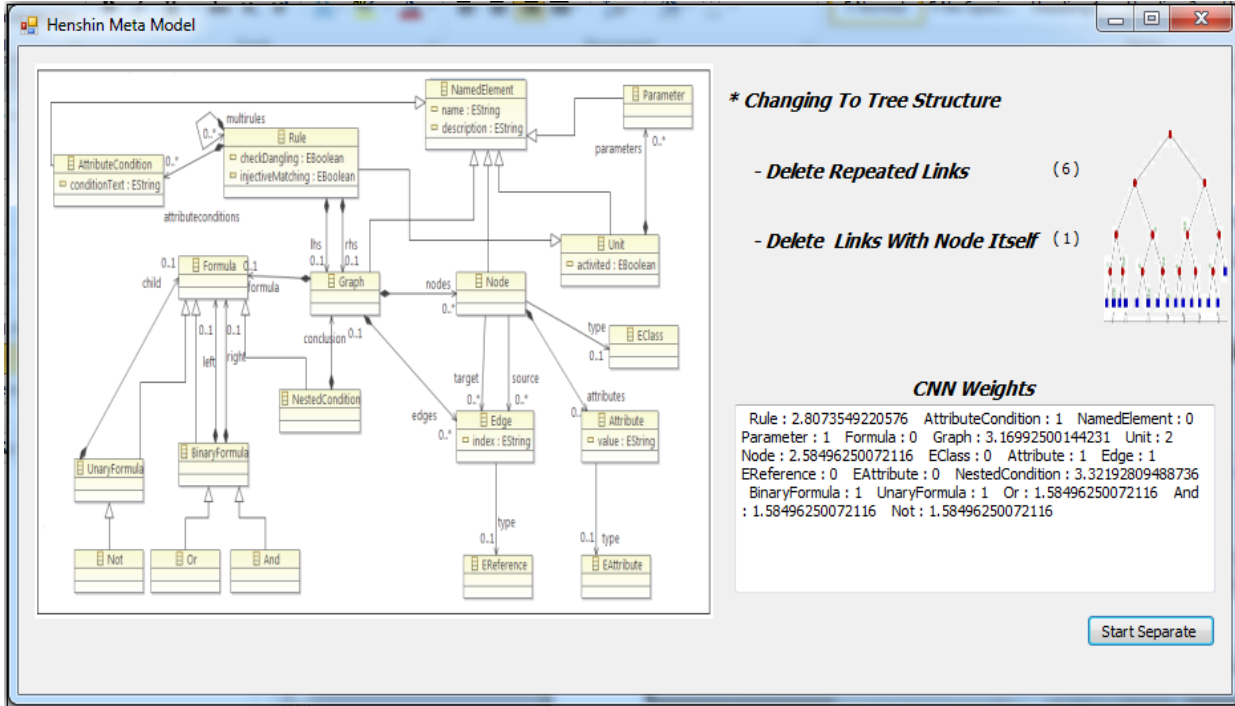 Henshin Meta Model
NamedElement
name : EString
description : EString
Parameter
multirules
0..*
Rule
checkDangling : EBoolean
injectiveMatching : EBoolean
parameters
0..*
AttributeCondition
conditionText : EString
0..*
attributeconditions
lhs
rhs
0..1
0..1
Unit
activited : EBoolean
0..1
Formula
0..1
child
formula
Graph
nodes
0..*
Node
0..1
0..1
left
right
conclusion
0..1
type
0..1
EClass
NestedCondition
target
source
0..*
0..*
attributes
edges
0..*
Edge
index : EString
Attribute
value : EString
UnaryFormula
BinaryFormula
type
0..1
0..1
type
Not
Or
And
EReference
EAttribute
* Changing To Tree Structure
- Delete Repeated Links (6)
- Delete Links With Node Itself (1)
CNN Weights
Rule : 2.8073549220576 AttributeCondition : 1 NamedElement : 0
Parameter : 1 Formula : 0 Graph : 3.16992500144231 Unit : 2
Node : 2.58496250072116 EClass : 0 Attribute : 1 Edge : 1
EReference : 0 EAttribute : 0 NestedCondition : 3.32192809488736
BinaryFormula : 1 UnaryFormula : 1 Or : 1.58496250072116 And
: 1.58496250072116 Not : 1.58496250072116
Start Separate